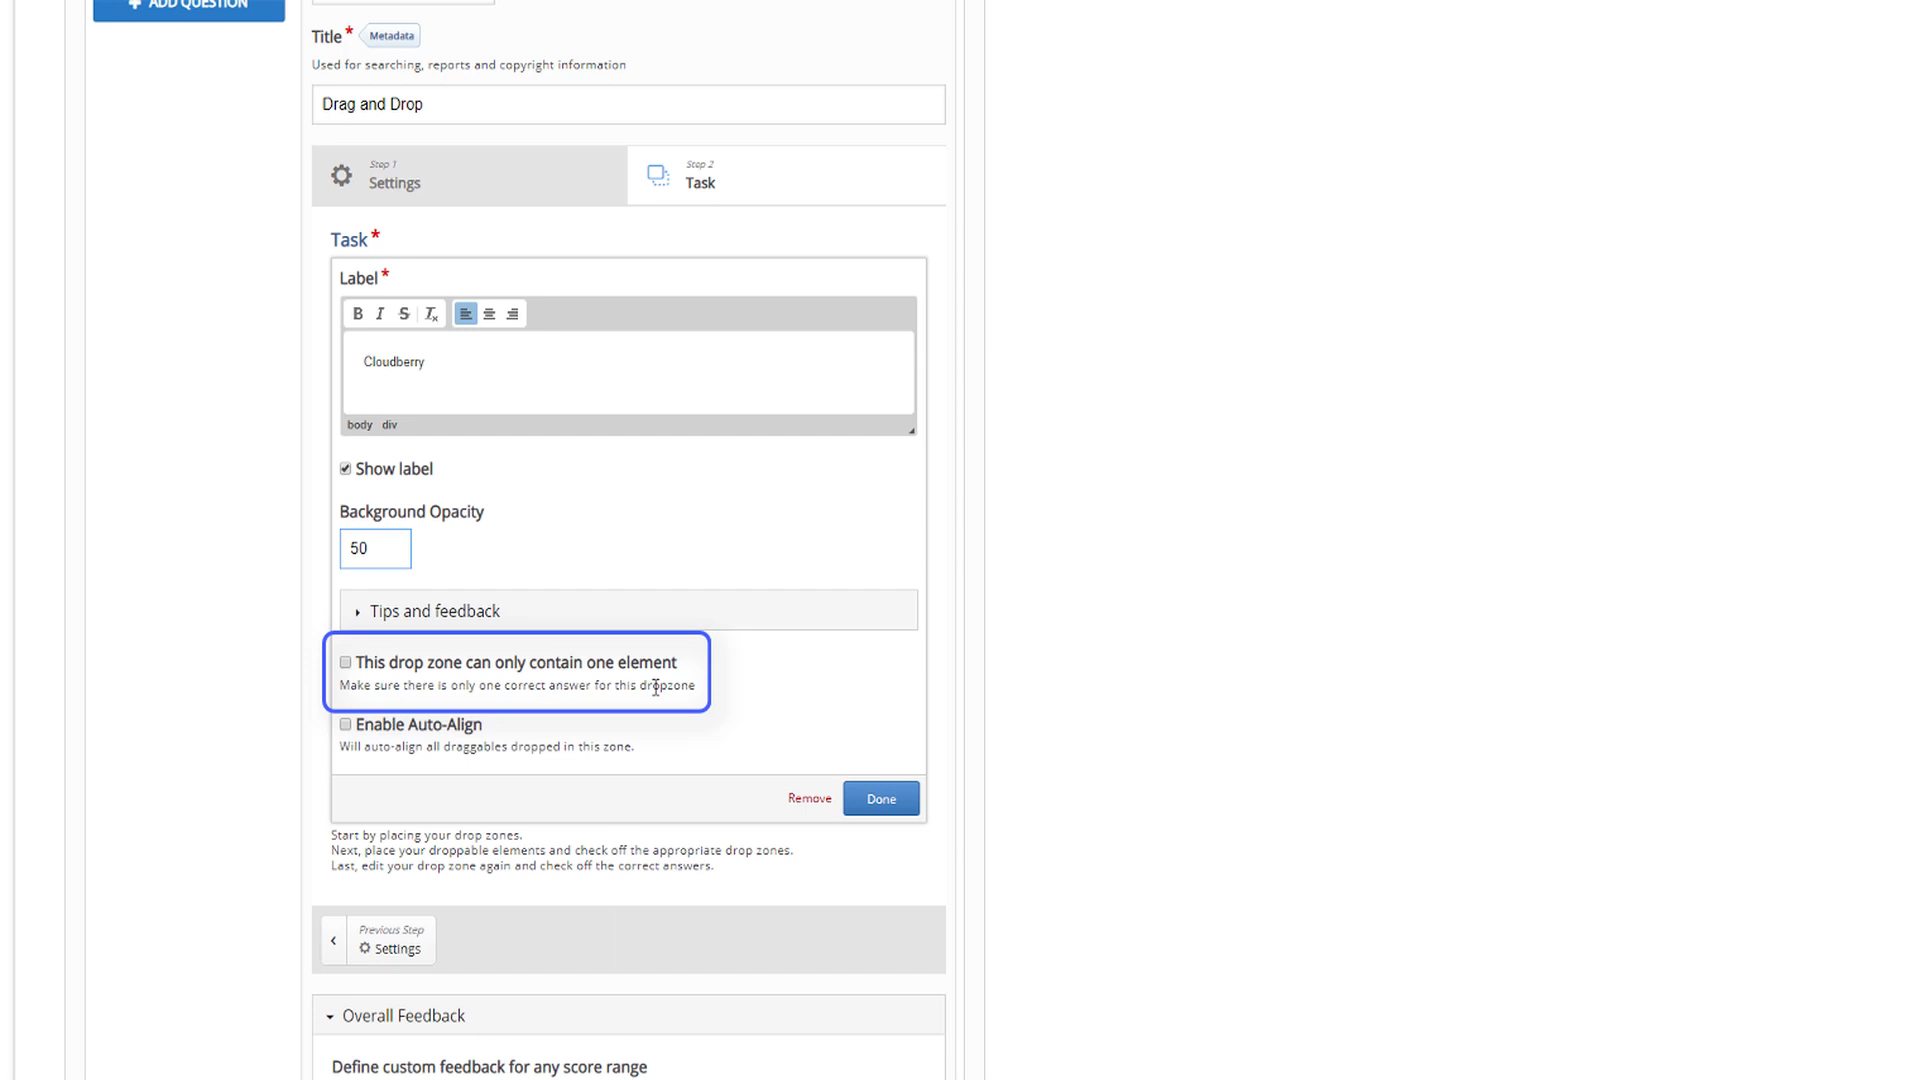 ADD QUESTION
Title*
Metadata
Used for searching, reports and copyright information
Drag and Drop
Step 1
Settings
Step 2
Task
Task*
Label*
B I S Tx
Cloudberry
body div
Show label
Background Opacity
50
Tips and feedback
This drop zone can only contain one element
Make sure there is only one correct answer for this dropzone
Enable Auto-Align
Will auto-align all draggables dropped in this zone.
Remove
Done
Start by placing your drop zones.
Next, place your droppable elements and check off the appropriate drop zones.
Last, edit your drop zone again and check off the correct answers.
Previous Step
Settings
Overall Feedback
Define custom feedback for any score range